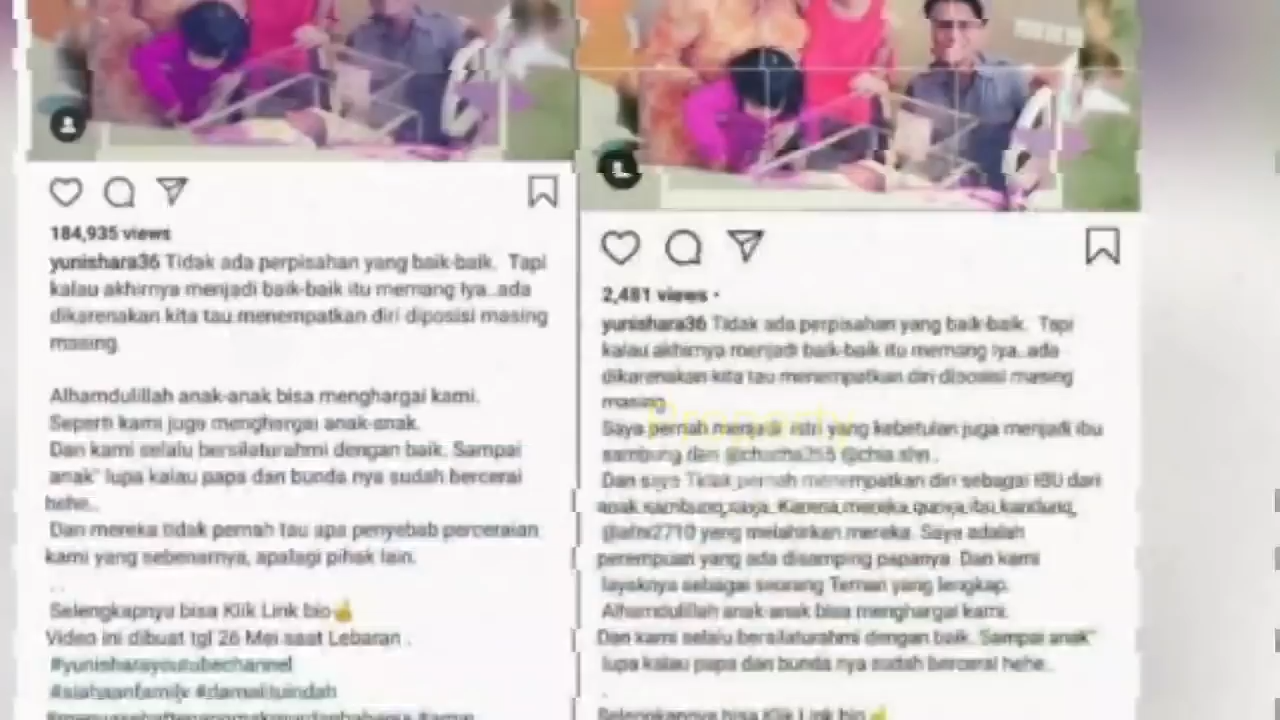 184,935 views
yunishara36 Tidak ada perpisahan yang baik-baik. Tapi
kalau akhirnya menjadi baik-baik itu memang iya..ada
dikarenakan kita tau menempatkan diri diposisi masing
masing.
Alhamdulillah anak-anak bisa menghargai kami.
Seperti kami juga menghargai anak-anak.
Dan kami selalu bersilaturahmi dengan baik. Sampai
anak" lupa kalau papa dan bunda nya sudah bercerai
hehe..
Dan mereka tidak pernah tau apa penyebab perceraian
kami yang sebenarnya, apalagi pihak lain.
. .
Selengkapnya bisa Klik Link bio☝
Video ini dibuat tgl 26 Mei saat Lebaran .
#yunisharayoutubechannel
#siahaanfamily #damaiituindah
2,481 views •
yunishara36 Tidak ada perpisahan yang baik-baik. Tapi
kalau akhirnya menjadi baik-baik itu memang iya..ada
dikarenakan kita tau menempatkan diri diposisi masing
masing.
Property
Saya pernah menjadi istri yang kebetulan juga menjadi ibu
sambung dari
Dan saya Tidak pernah menempatkan diri sebagai IBU dari
anak sambung saya. Karena mereka punya ibu kandung,
@afni2710 yang melahirkan mereka. Saya adalah
perempuan yang ada disamping papanya. Dan kami
layaknya sebagai seorang Teman yang lengkap.
Alhamdulillah anak anak bisa menghargai kami.
Dan kami selalu bersilaturahmi dengan baik. Sampai anak"
lupa kalau papa dan bunda nya sudah bercerai hehe..
.
Selengkapnya bisa Klik Link bio☝